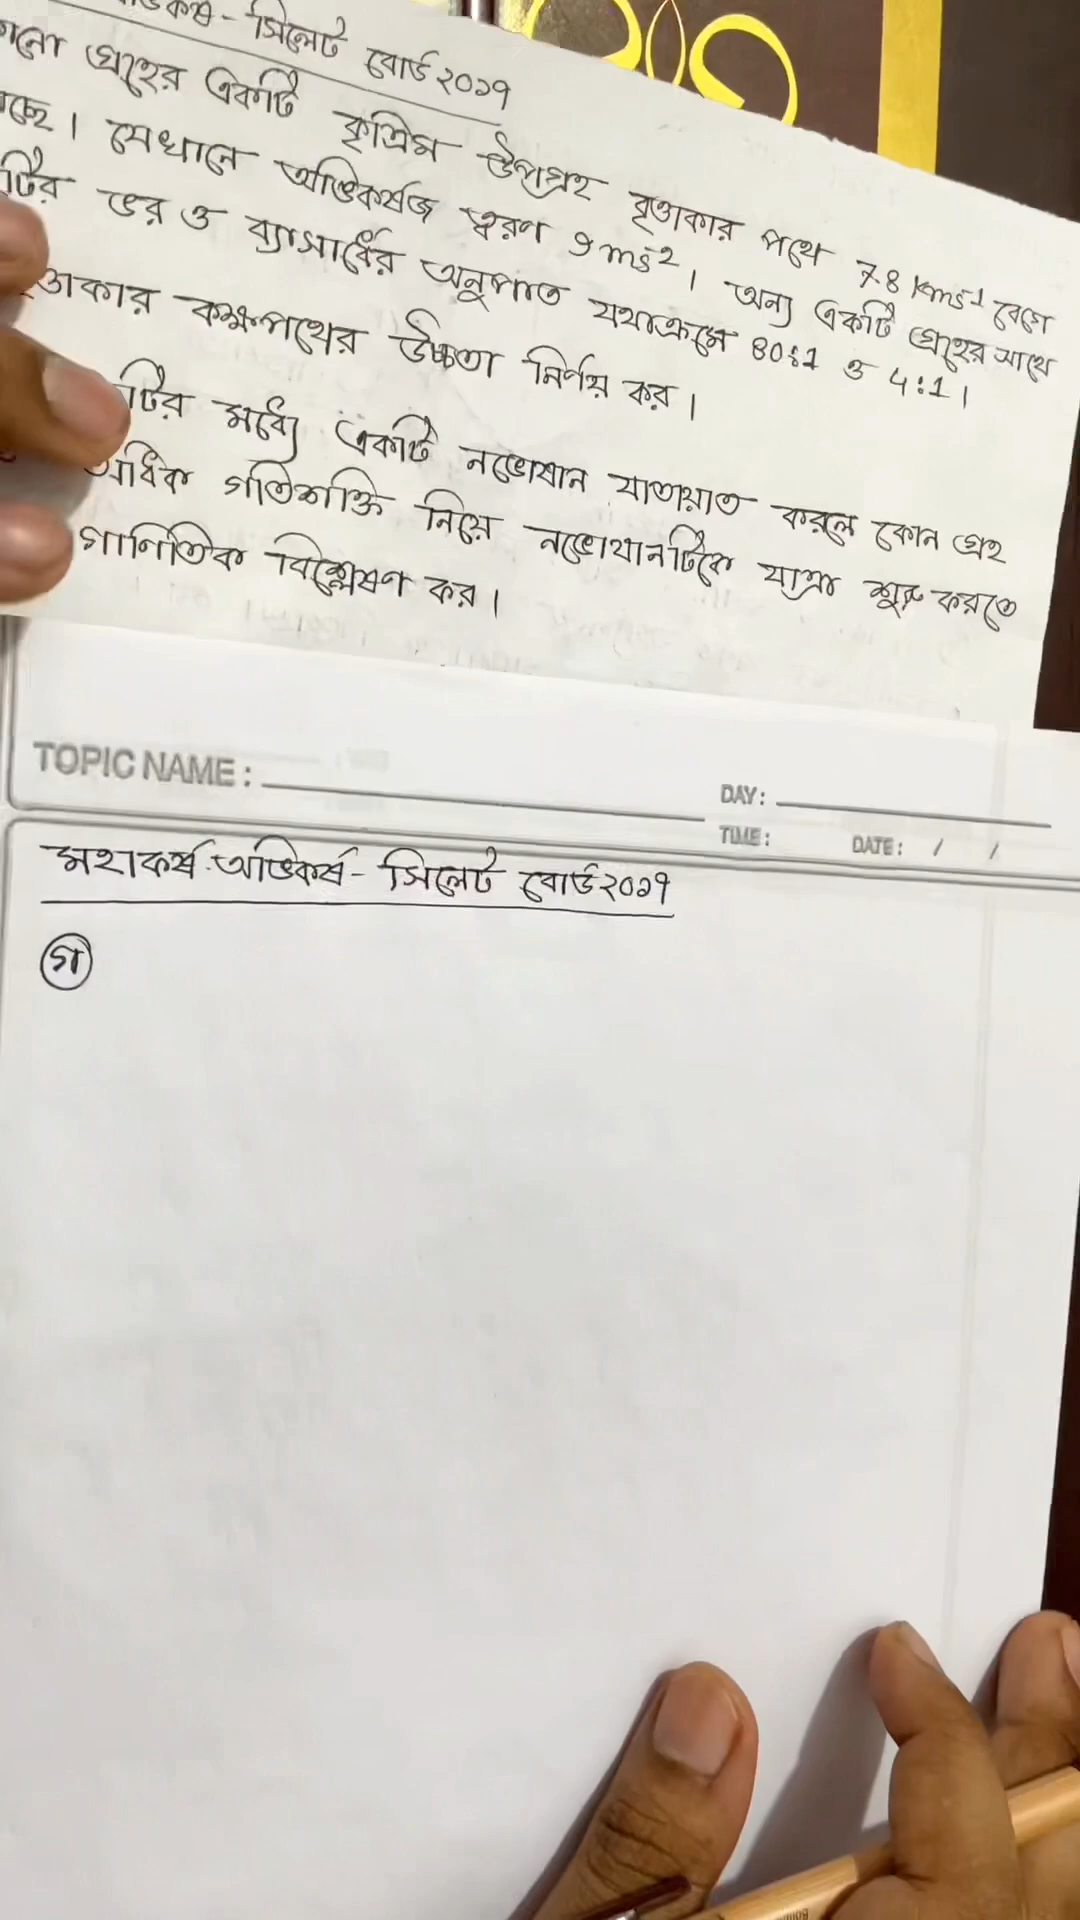 সিলেট বোর্ড ২০১৭
গ্রহের একটি কৃত্রিম উপগ্রহ বৃত্তাকার পথে 7.8 kms⁻¹ বেগে
সেখানে অভিকর্ষজ ত্বরণ 9 ms⁻²। অন্য একটি গ্রহের সাথে
ভর ও ব্যাসার্ধের অনুপাত যথাক্রমে 80:1 ও 4:1।
কক্ষপথের উচ্চতা নির্ণয় কর।
মধ্যে একটি নভোযান যাতায়াত করলে কোন গ্রহ
অধিক গতিশক্তি নিয়ে নভোযানটিকে যাত্রা শুরু করতে
গাণিতিক বিশ্লেষণ কর।
TOPIC NAME :
DAY :
TIME :
DATE : / /
মহাকর্ষ অভিকর্ষ - সিলেট বোর্ড ২০১৭
গ